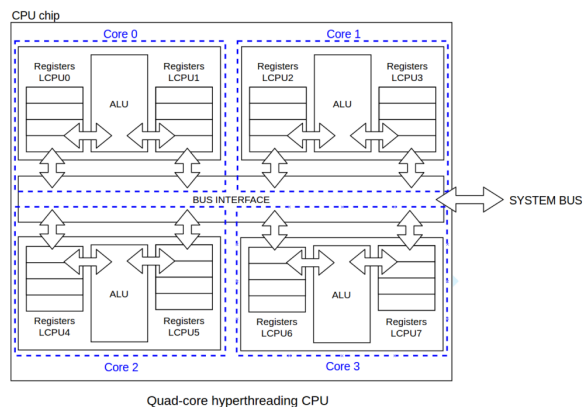 CPU chip
Core 0
Core 1
Registers
LCPU0
ALU
Registers
LCPU1
Registers
LCPU2
ALU
Registers
LCPU3
BUS INTERFACE
SYSTEM BUS
ALU
Registers
LCPU4
Registers
LCPU5
ALU
Registers
LCPU6
Registers
LCPU7
Core 2
Core 3
Quad-core hyperthreading CPU